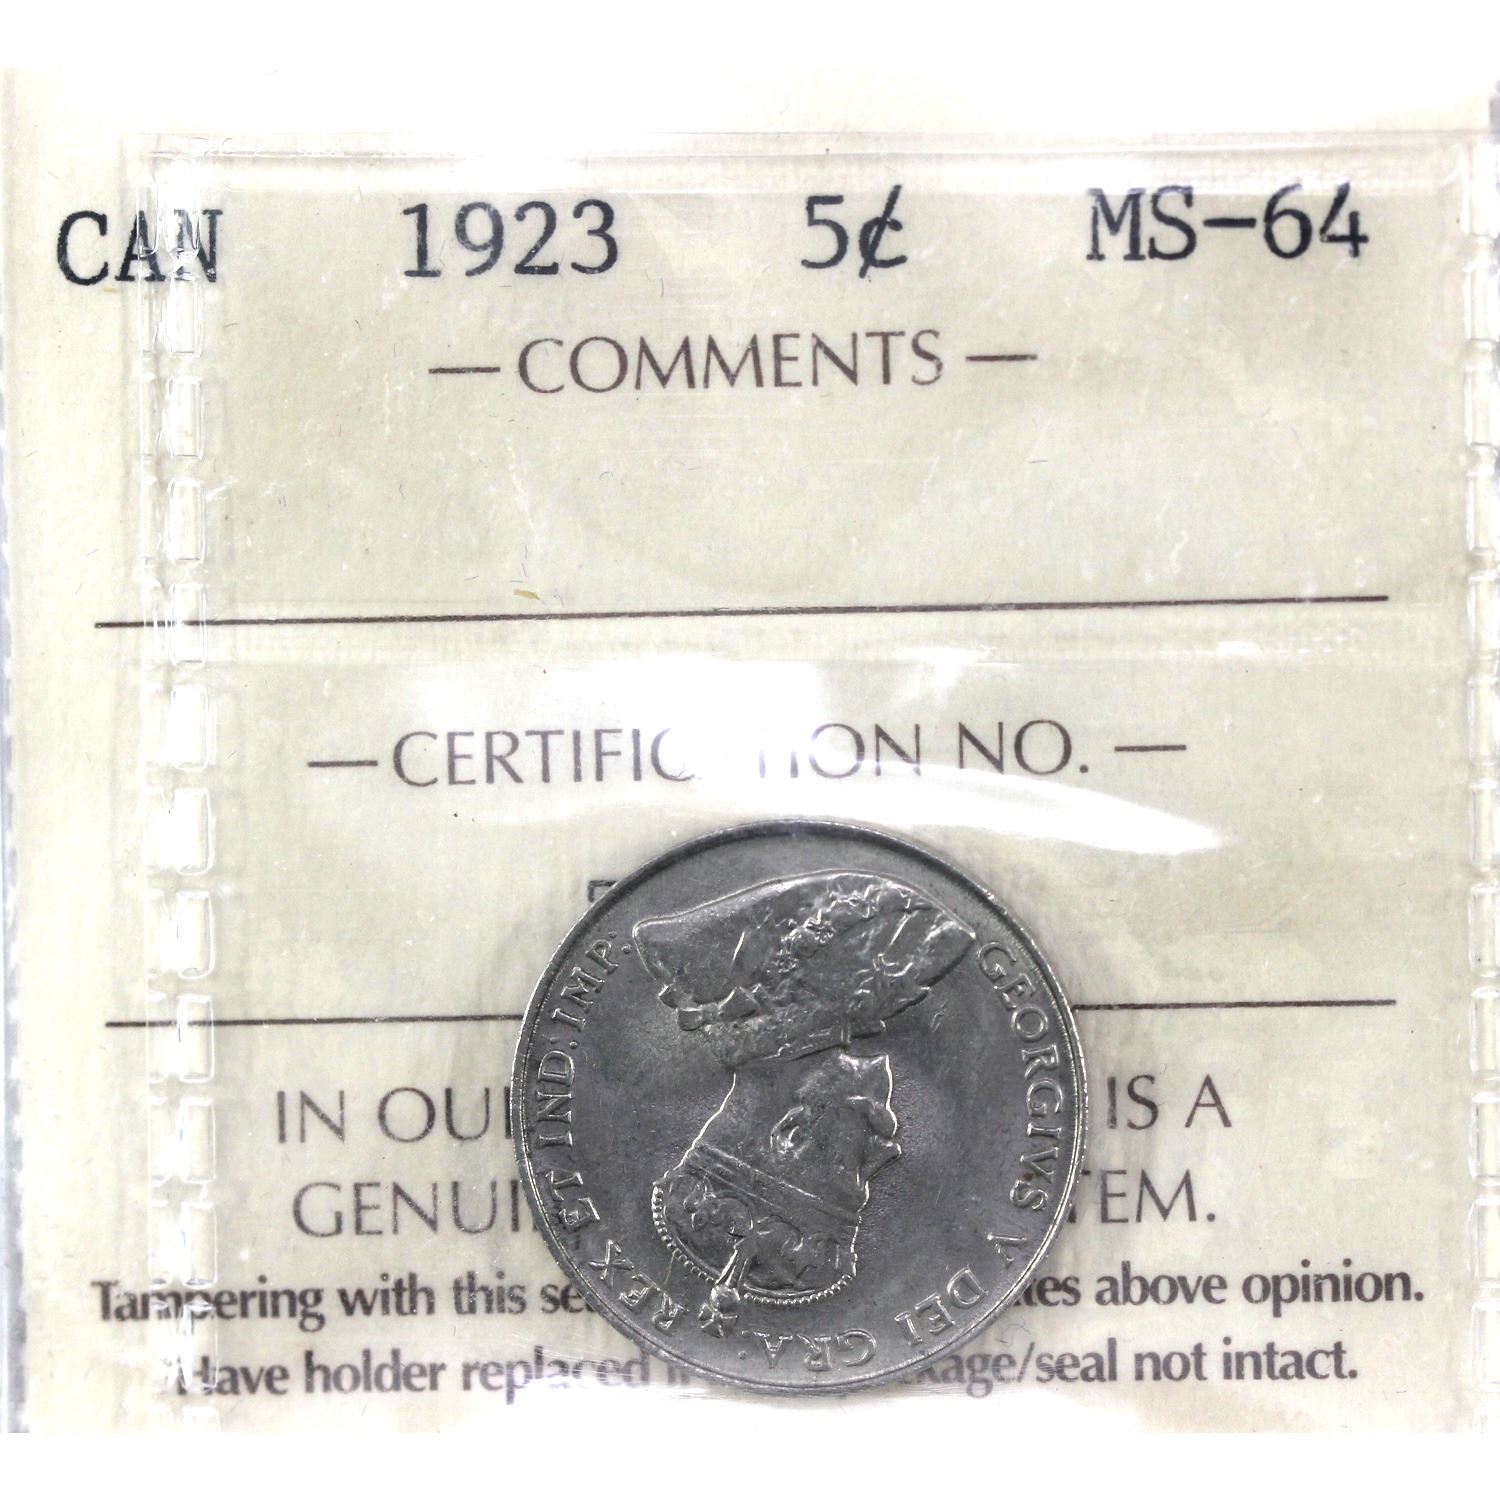 CAN 1923 5¢ MS-64
— COMMENTS —
— CERTIFIC TION NO. —
IN OU IS A
GENUI TEM.
Tampering with this se tes above opinion.
Have holder replaced kage/seal not intact.
GEORGIVS V DEI GRA: REX ET IND: IMP: